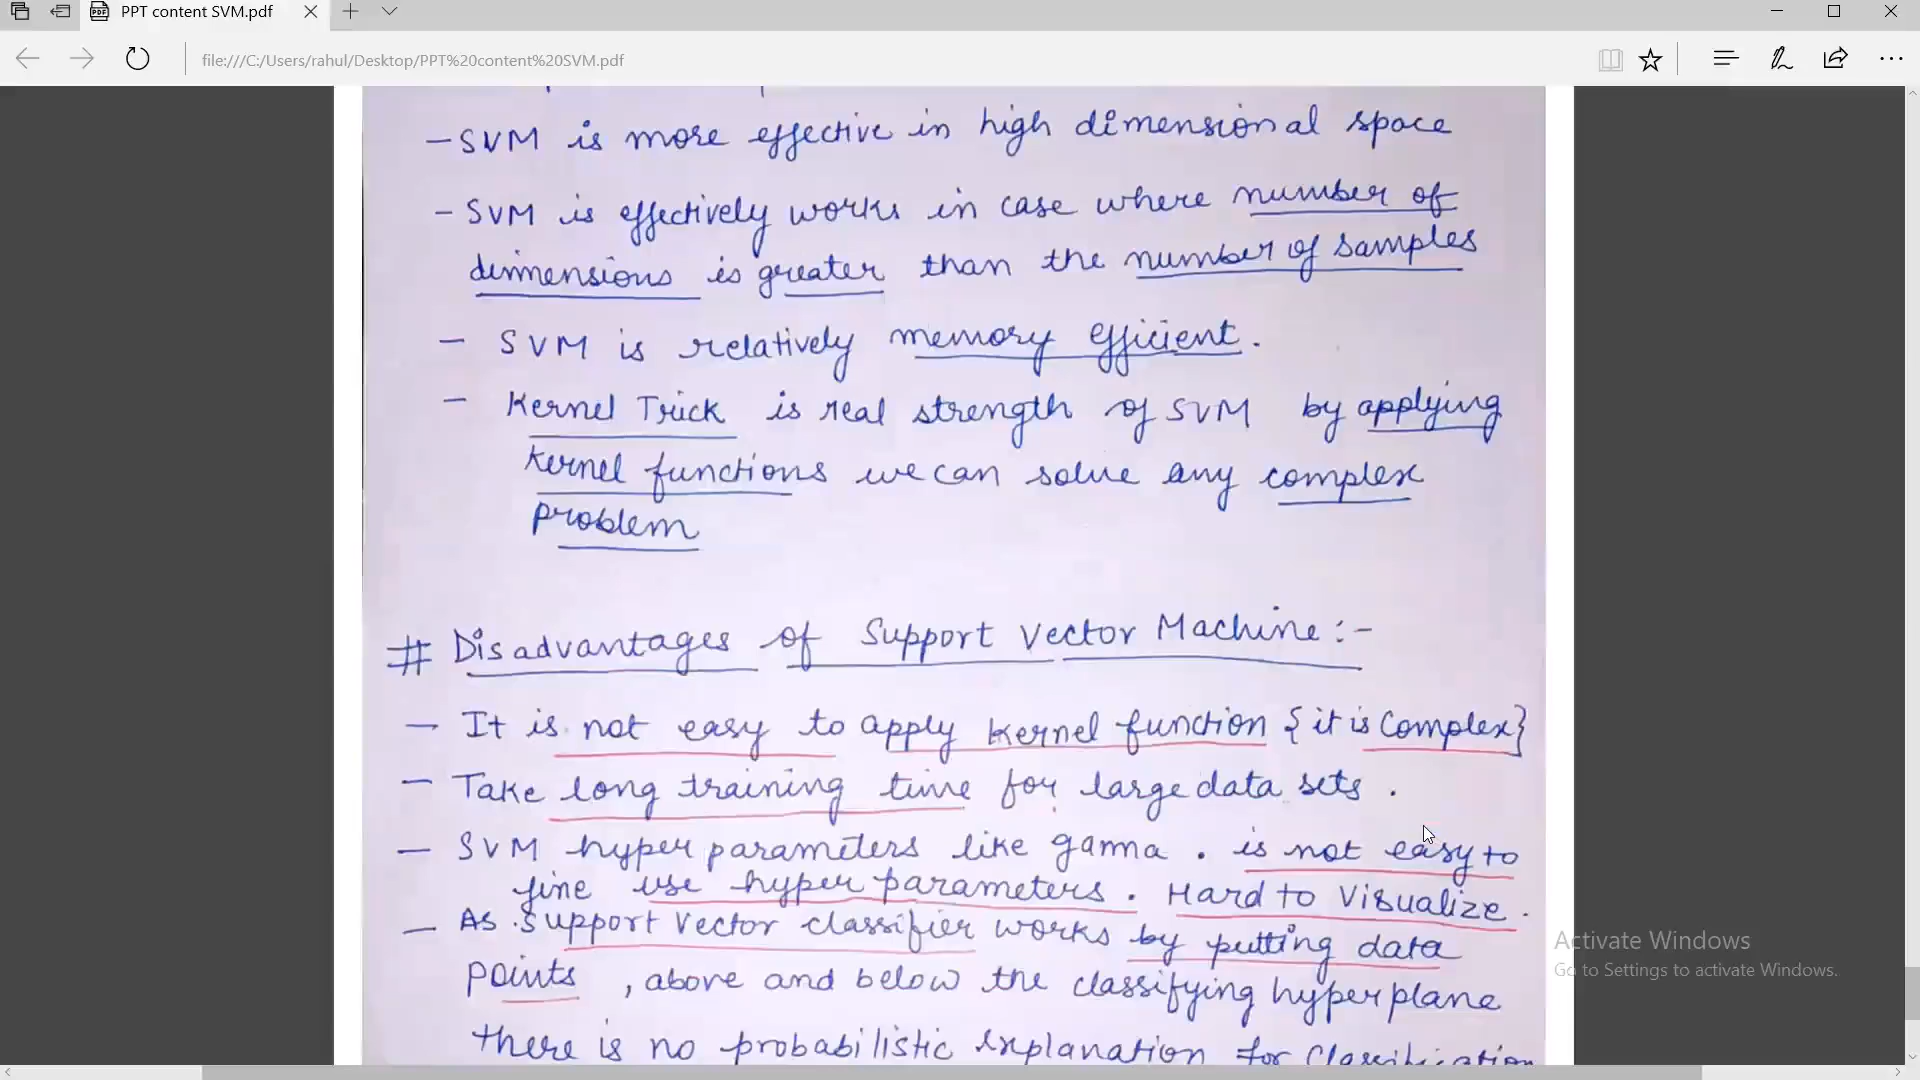 PPT content SVM.pdf
file:///C:/Users/rahul/Desktop/PPT%20content%20SVM.pdf
- SVM is more effective in high dimensional space
- SVM is effectively works in case where number of
dimensions is greater than the number of samples
- SVM is relatively memory efficient.
- Kernel Trick is real strength of SVM by applying
kernel functions we can solve any complex
problem
# Disadvantages of Support Vector Machine :-
- It is not easy to apply Kernel function {it is Complex}
- Take long training time for large data sets.
- SVM hyper parameters like gamma. is not easy to
fine use hyper parameters. Hard to Visualize.
- As support Vector classifier works by putting data
points, above and below the classifying hyper plane
there is no probabilistic explanation for Classification
Activate Windows
Go to Settings to activate Windows.